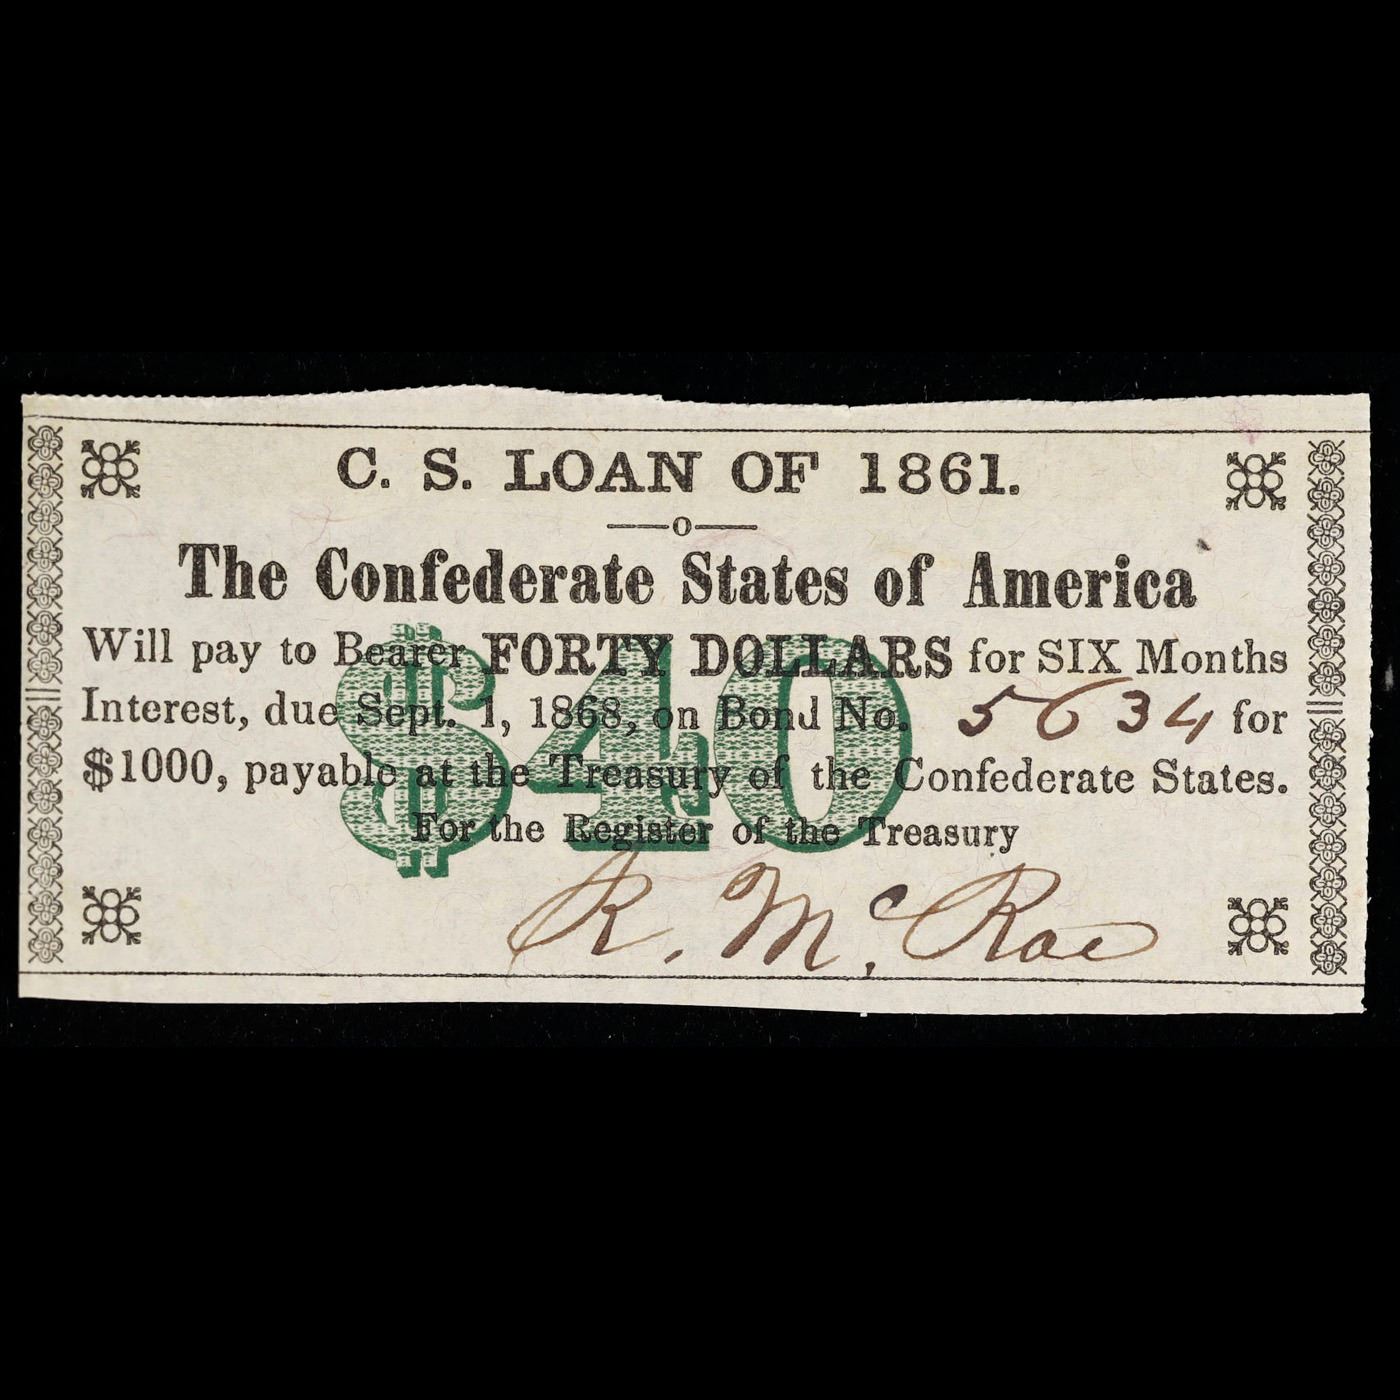 C. S. LOAN OF 1861.
The Confederate States of America
Will pay to Bearer FORTY DOLLARS for SIX Months
Interest, due Sept. 1, 1868, on Bond No. 5634 for
$1000, payable at the Treasury of the Confederate States.
$40
For the Register of the Treasury
R. McRae